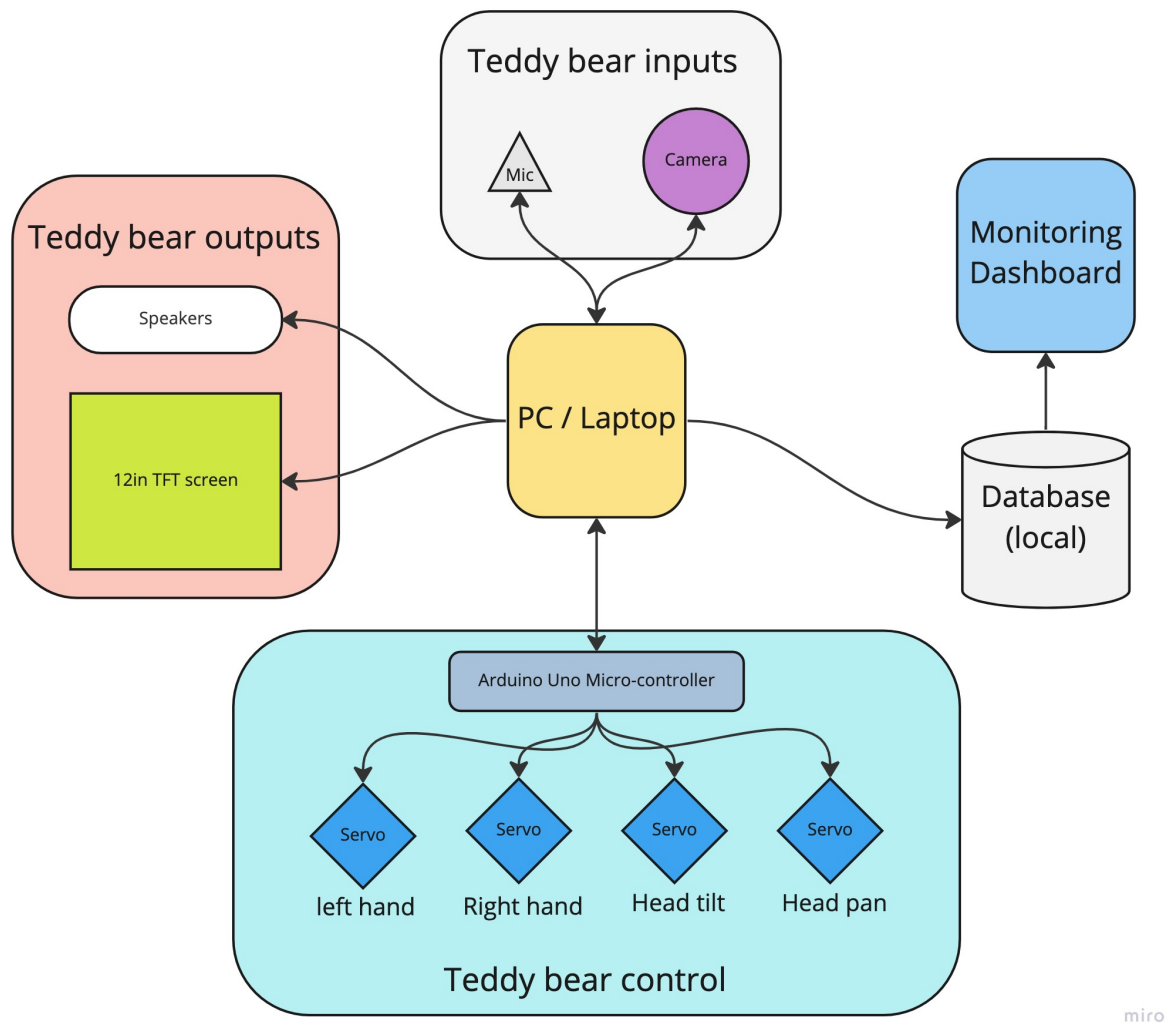 Teddy bear inputs
Mic
Camera
Teddy bear outputs
Speakers
12in TFT screen
PC / Laptop
Monitoring
Dashboard
Database
(local)
Arduino Uno Micro-controller
Servo
Servo
Servo
Servo
left hand
Right hand
Head tilt
Head pan
Teddy bear control
miro